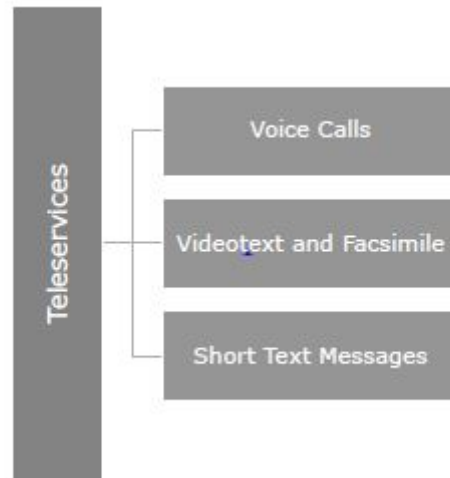 Teleservices
Voice Calls
Videotext and Facsimile
Short Text Messages